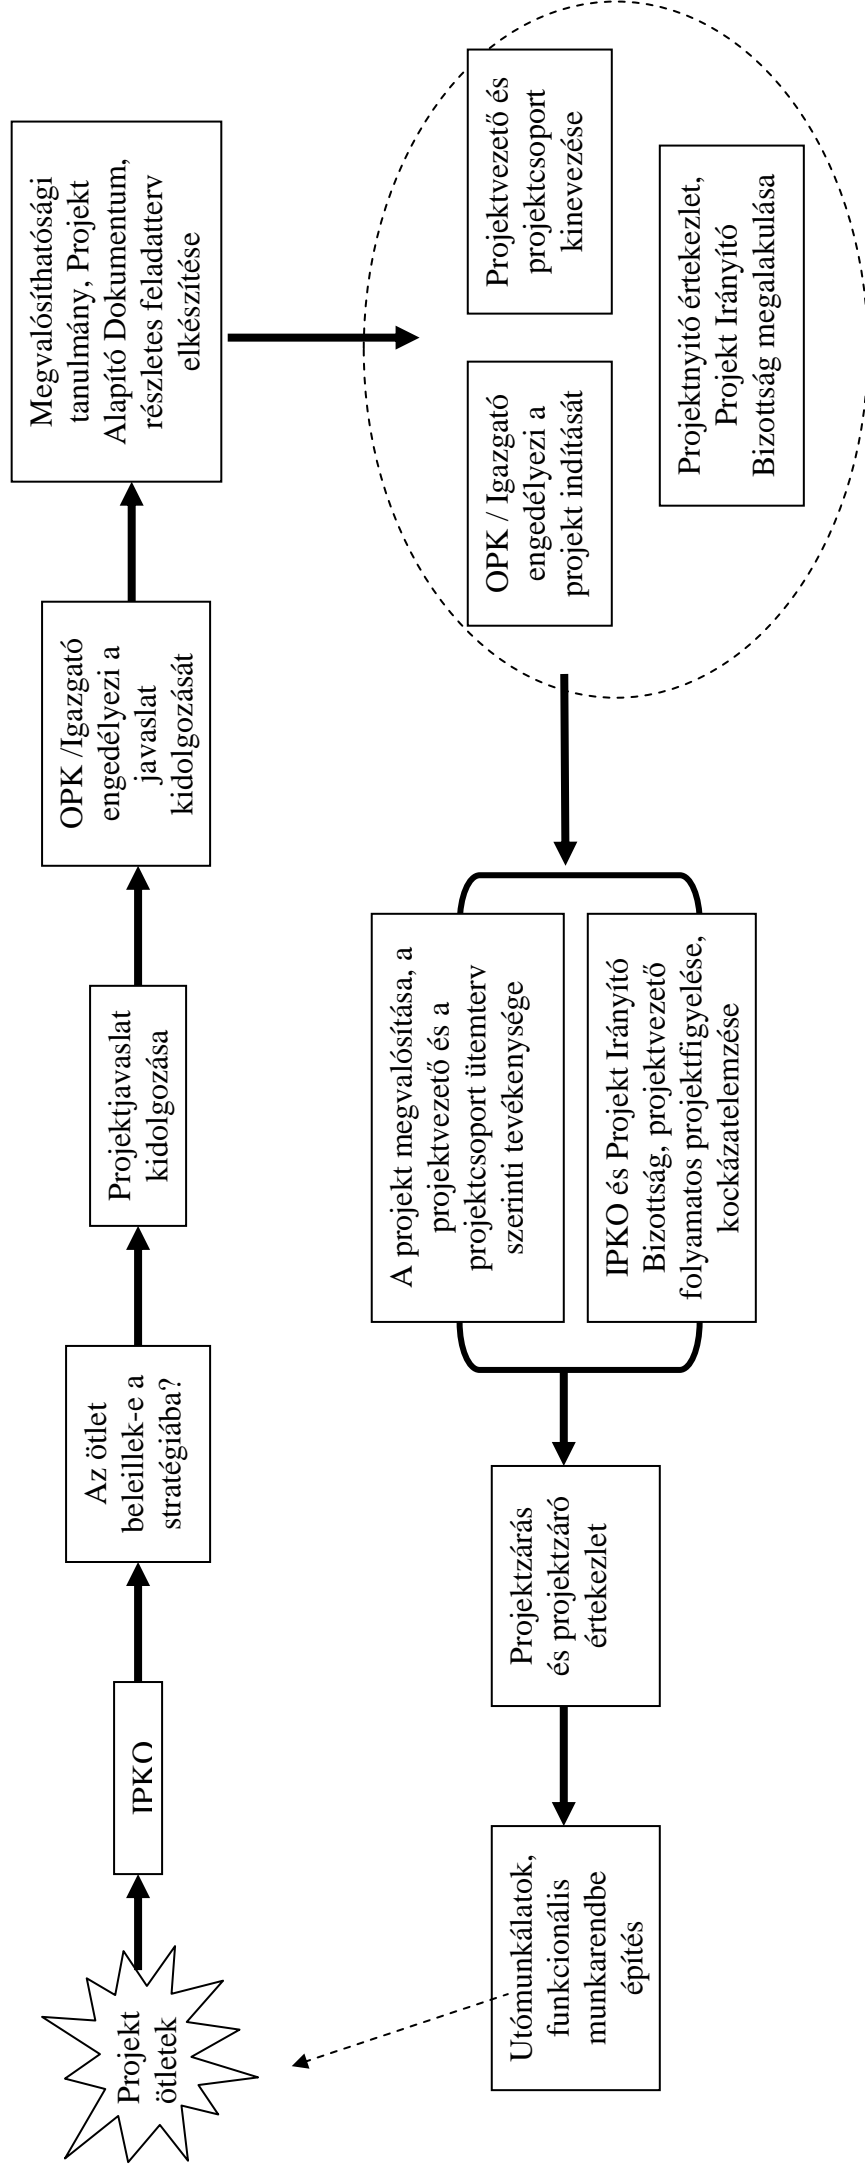 Projekt
ötletek
IPKO
Az ötlet
beleillek-e a
stratégiába?
Projektjavaslat
kidolgozása
OPK /Igazgató
engedélyezi a
javaslat
kidolgozását
Megvalósíthatósági
tanulmány, Projekt
Alapító Dokumentum,
részletes feladatterv
elkészítése
OPK / Igazgató
engedélyezi a
projekt indítását
Projektvezető és
projektcsoport
kinevezése
Projektnyitó értekezlet,
Projekt Irányító
Bizottság megalakulása
A projekt megvalósítása, a
projektvezető és a
projektcsoport ütemterv
szerinti tevékenysége
IPKO és Projekt Irányító
Bizottság, projektvezető
folyamatos projektfigyelése,
kockázatelemzése
Projektzárás
és projektzáró
értekezlet
Utómunkálatok,
funkcionális
munkarendbe
építés